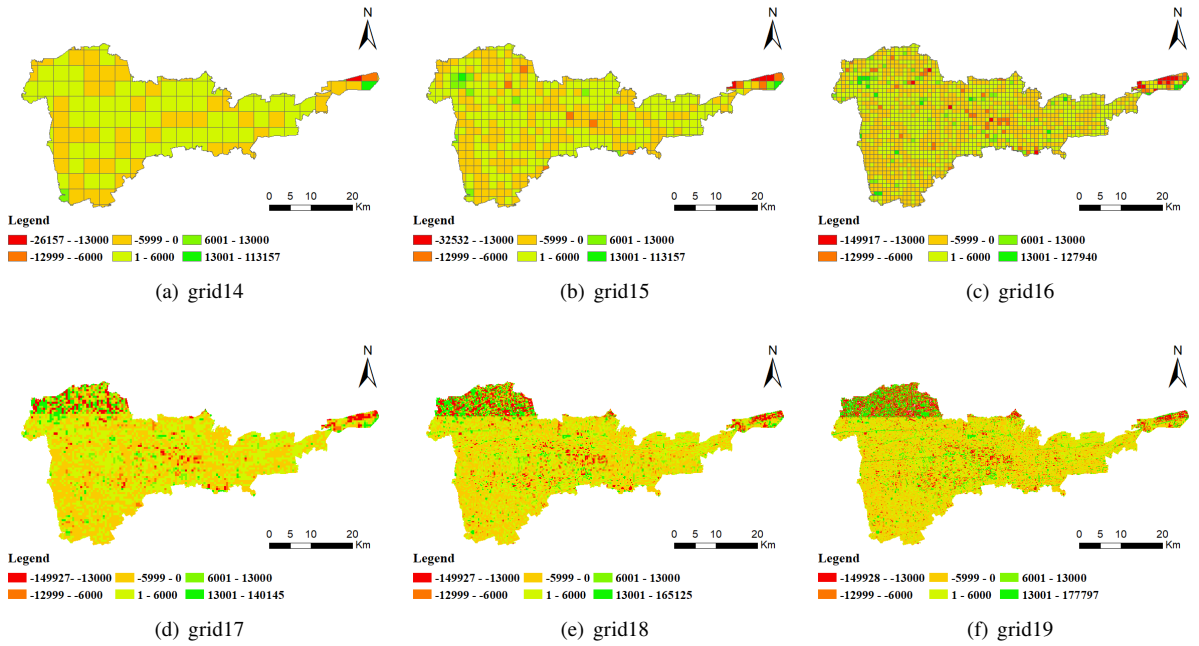 N
0 5 10 20
Km
Legend
-26157 - -13000 -5999 - 0 6001 - 13000
-12999 - -6000 1 - 6000 13001 - 113157
(a) grid14
N
0 5 10 20
Km
Legend
-32532 - -13000 -5999 - 0 6001 - 13000
-12999 - -6000 1 - 6000 13001 - 113157
(b) grid15
N
0 5 10 20
Km
Legend
-149917 - -13000 -5999 - 0 6001 - 13000
-12999 - -6000 1 - 6000 13001 - 127940
(c) grid16
N
0 5 10 20
Km
Legend
-149927- -13000 -5999 - 0 6001 - 13000
-12999 - -6000 1 - 6000 13001 - 140145
(d) grid17
N
0 5 10 20
Km
Legend
-149927 - -13000 -5999 - 0 6001 - 13000
-12999 - -6000 1 - 6000 13001 - 165125
(e) grid18
N
0 5 10 20
Km
Legend
-149928 - -13000 -5999 - 0 6001 - 13000
-12999 - -6000 1 - 6000 13001 - 177797
(f) grid19